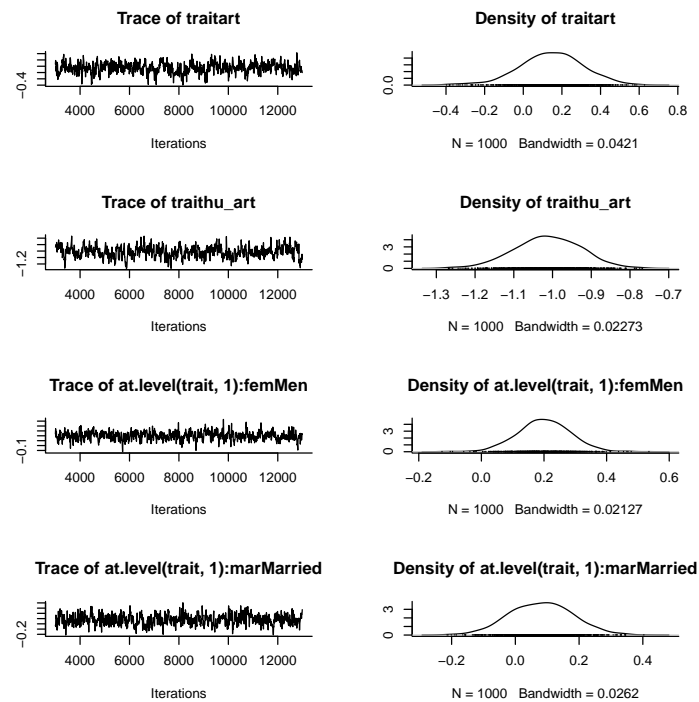 Trace of traitart
−0.4
4000 6000 8000 10000 12000
Iterations
Density of traitart
0.0
−0.4 −0.2 0.0 0.2 0.4 0.6 0.8
N = 1000 Bandwidth = 0.0421
Trace of traithu_art
−1.2
4000 6000 8000 10000 12000
Iterations
Density of traithu_art
0 3
−1.3 −1.2 −1.1 −1.0 −0.9 −0.8 −0.7
N = 1000 Bandwidth = 0.02273
Trace of at.level(trait, 1):femMen
−0.1
4000 6000 8000 10000 12000
Iterations
Density of at.level(trait, 1):femMen
0 3
−0.2 0.0 0.2 0.4 0.6
N = 1000 Bandwidth = 0.02127
Trace of at.level(trait, 1):marMarried
−0.2
4000 6000 8000 10000 12000
Iterations
Density of at.level(trait, 1):marMarried
0 3
−0.2 0.0 0.2 0.4
N = 1000 Bandwidth = 0.0262